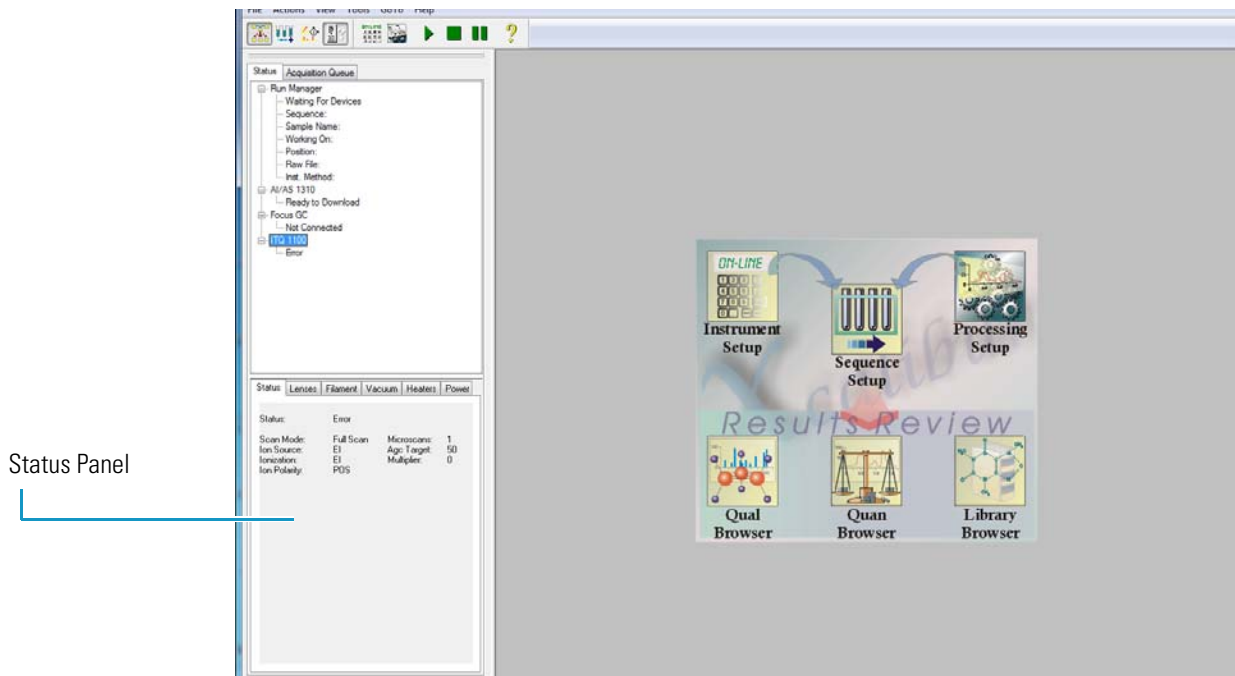 File Actions View Tools GoTo Help
Status Acquisition Queue
Run Manager
Waiting For Devices
Sequence:
Sample Name:
Working On:
Position:
Raw File:
Inst. Method:
AI/AS 1310
Ready to Download
Focus GC
Not Connected
ITQ 1100
Error
Status Lenses Filament Vacuum Heaters Power
Status: Error
Scan Mode: Full Scan Microscans: 1
Ion Source: EI Agc Target: 50
Ionization: EI Multiplier: 0
Ion Polarity: POS
Status Panel
ON-LINE
Instrument
Setup
Sequence
Setup
Processing
Setup
Xcalibur
Results Review
Qual
Browser
Quan
Browser
Library
Browser